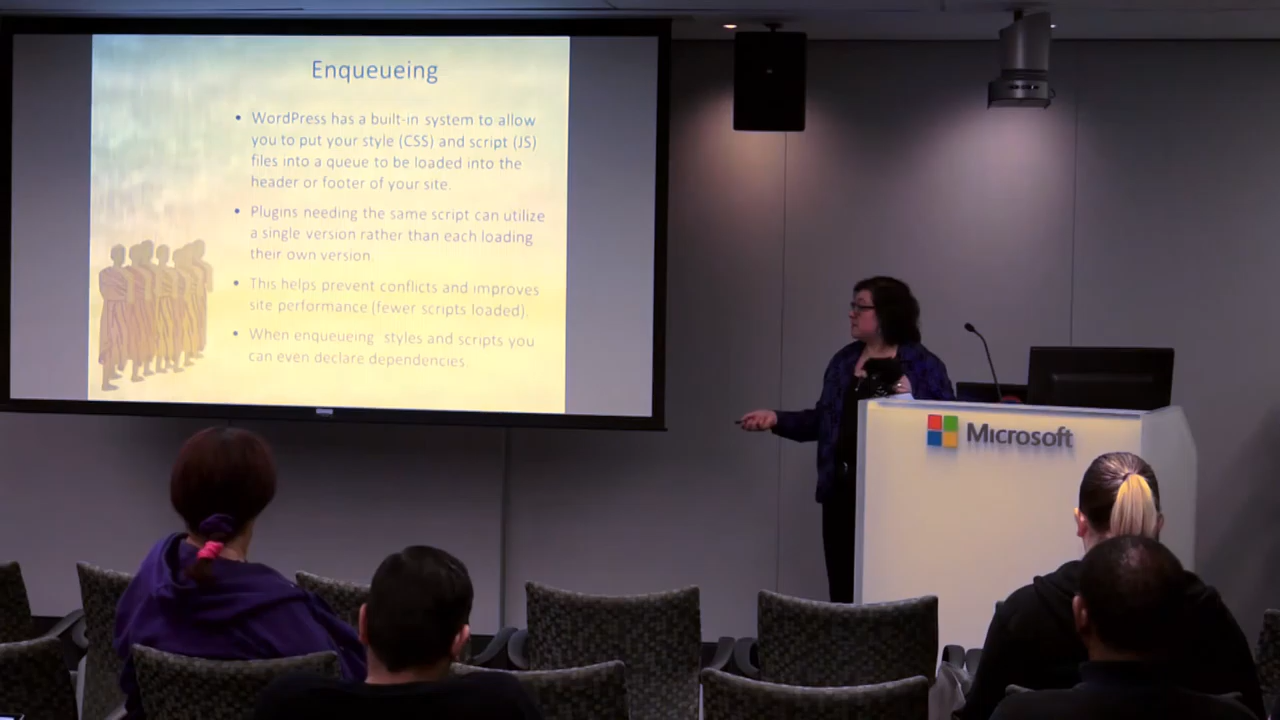 Enqueueing
• WordPress has a built-in system to allow
you to put your style (CSS) and script (JS)
files into a queue to be loaded into the
header or footer of your site.
• Plugins needing the same script can utilize
a single version rather than each loading
their own version.
• This helps prevent conflicts and improves
site performance (fewer scripts loaded).
• When enqueueing styles and scripts you
can even declare dependencies.
Microsoft